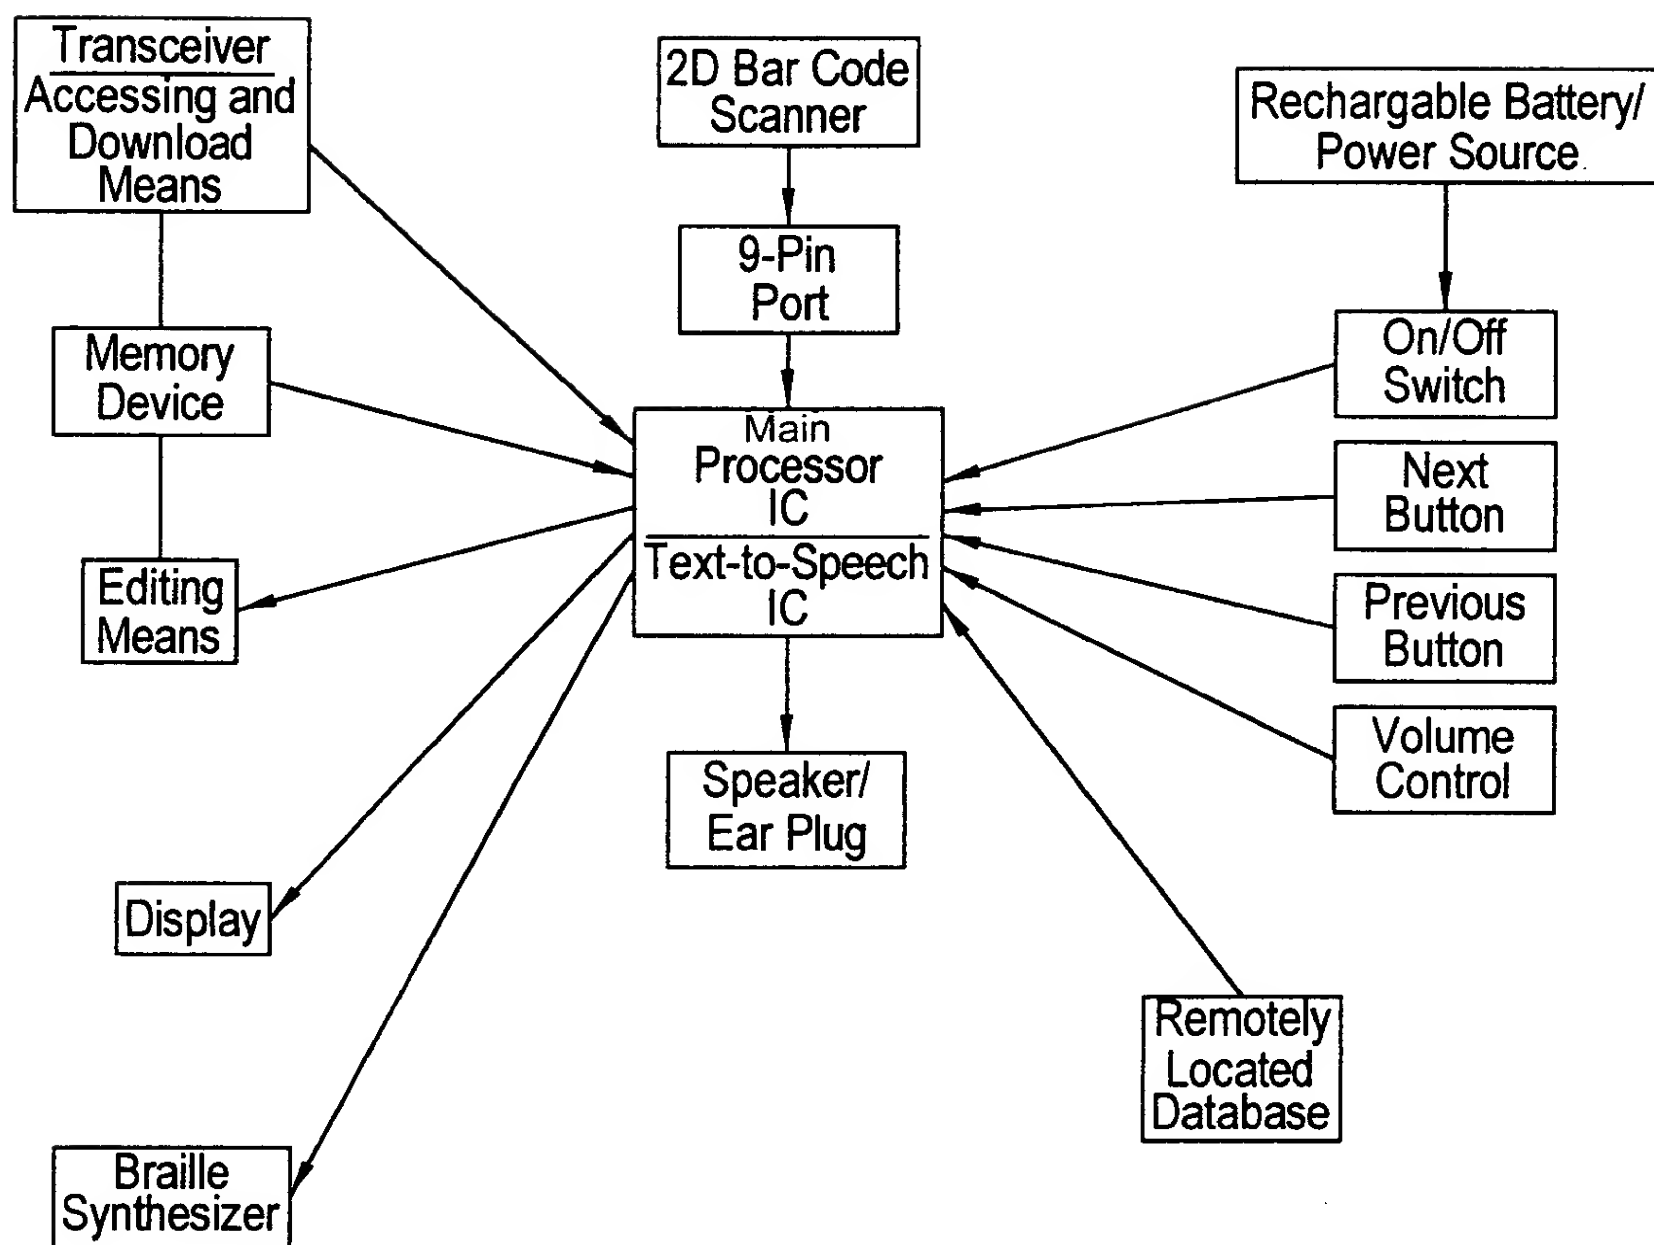 Transceiver
Accessing and
Download
Means
2D Bar Code
Scanner
Rechargable Battery/
Power Source
9-Pin
Port
Memory
Device
On/Off
Switch
Main
Processor
IC
Text-to-Speech
IC
Next
Button
Editing
Means
Previous
Button
Speaker/
Ear Plug
Volume
Control
Display
Remotely
Located
Database
Braille
Synthesizer